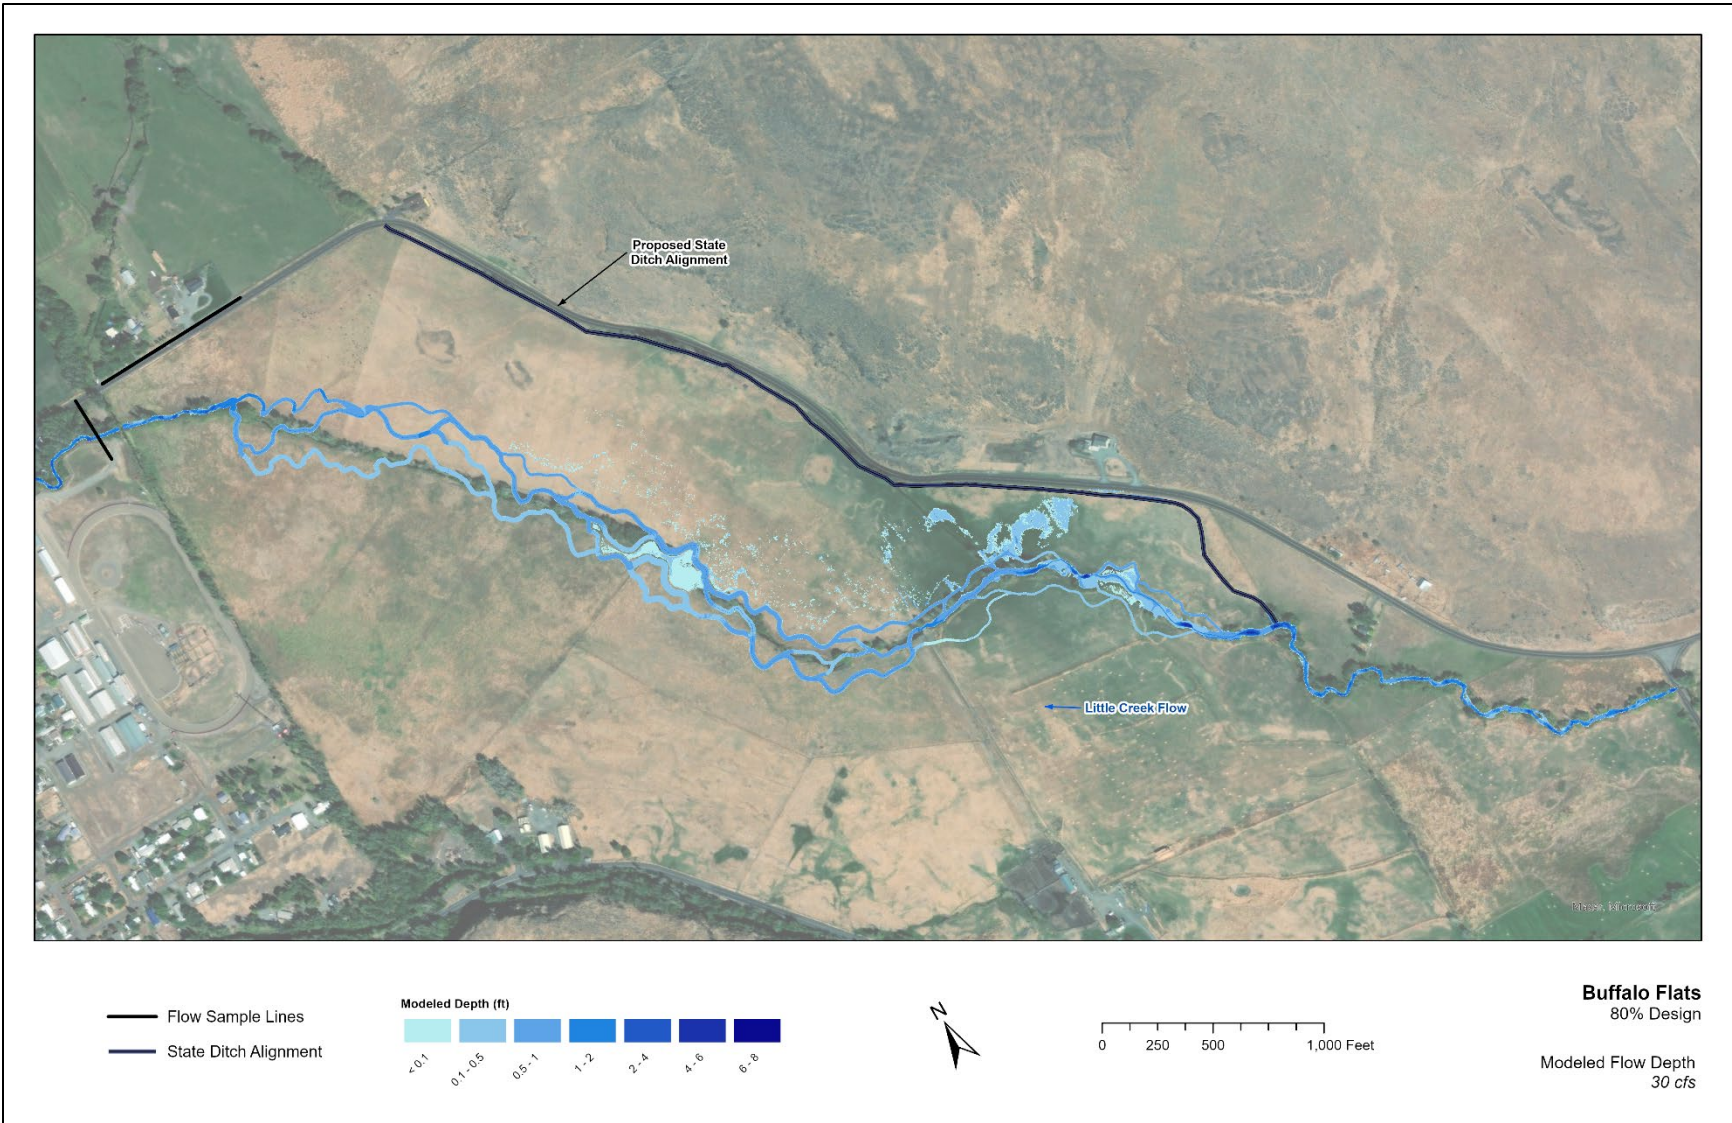 Proposed State
Ditch Alignment
Little Creek Flow
Maxar, Microsoft
Flow Sample Lines
State Ditch Alignment
Modeled Depth (ft)
< 0.1
0.1 - 0.5
0.5 - 1
1 - 2
2 - 4
4 - 6
6 - 8
N
0 250 500 1,000 Feet
Buffalo Flats
80% Design
Modeled Flow Depth
30 cfs